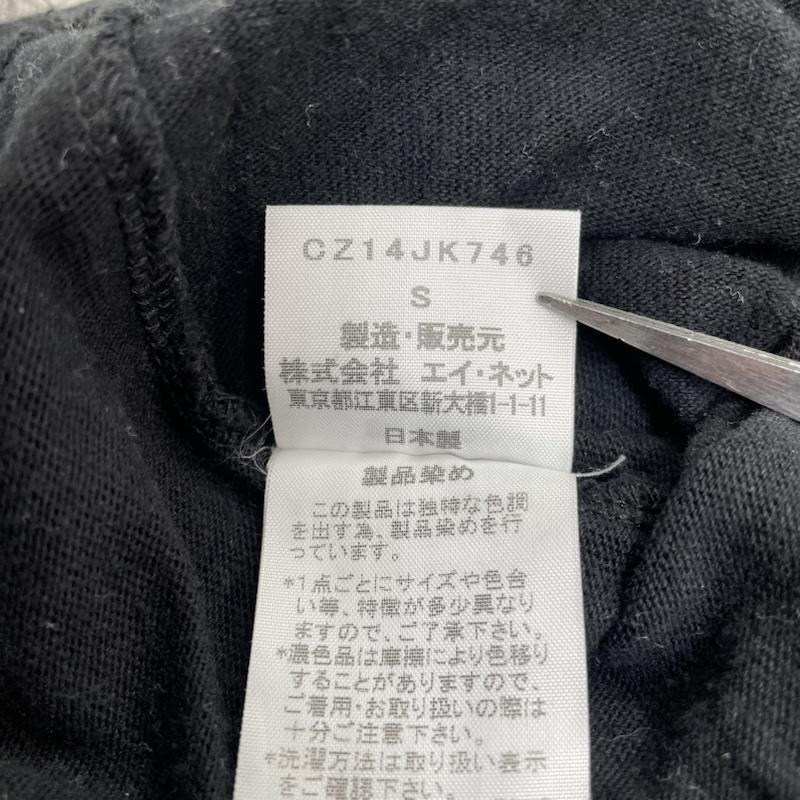 CZ14JK746
S
製造・販売元
株式会社 エイ・ネット
東京都江東区新大橋1-1-11
日本製
製品染め
この製品は独特な色調
を出す為、製品染めを行
っています。
*1点ごとにサイズや色合
い等、特徴が多少異なり
ますので、ご了承下さい。
*濃色品は摩擦により色移り
することがありますので、
ご着用・お取り扱いの際は
十分ご注意下さい。
*洗濯方法は取り扱い表示
をご確認下さい。